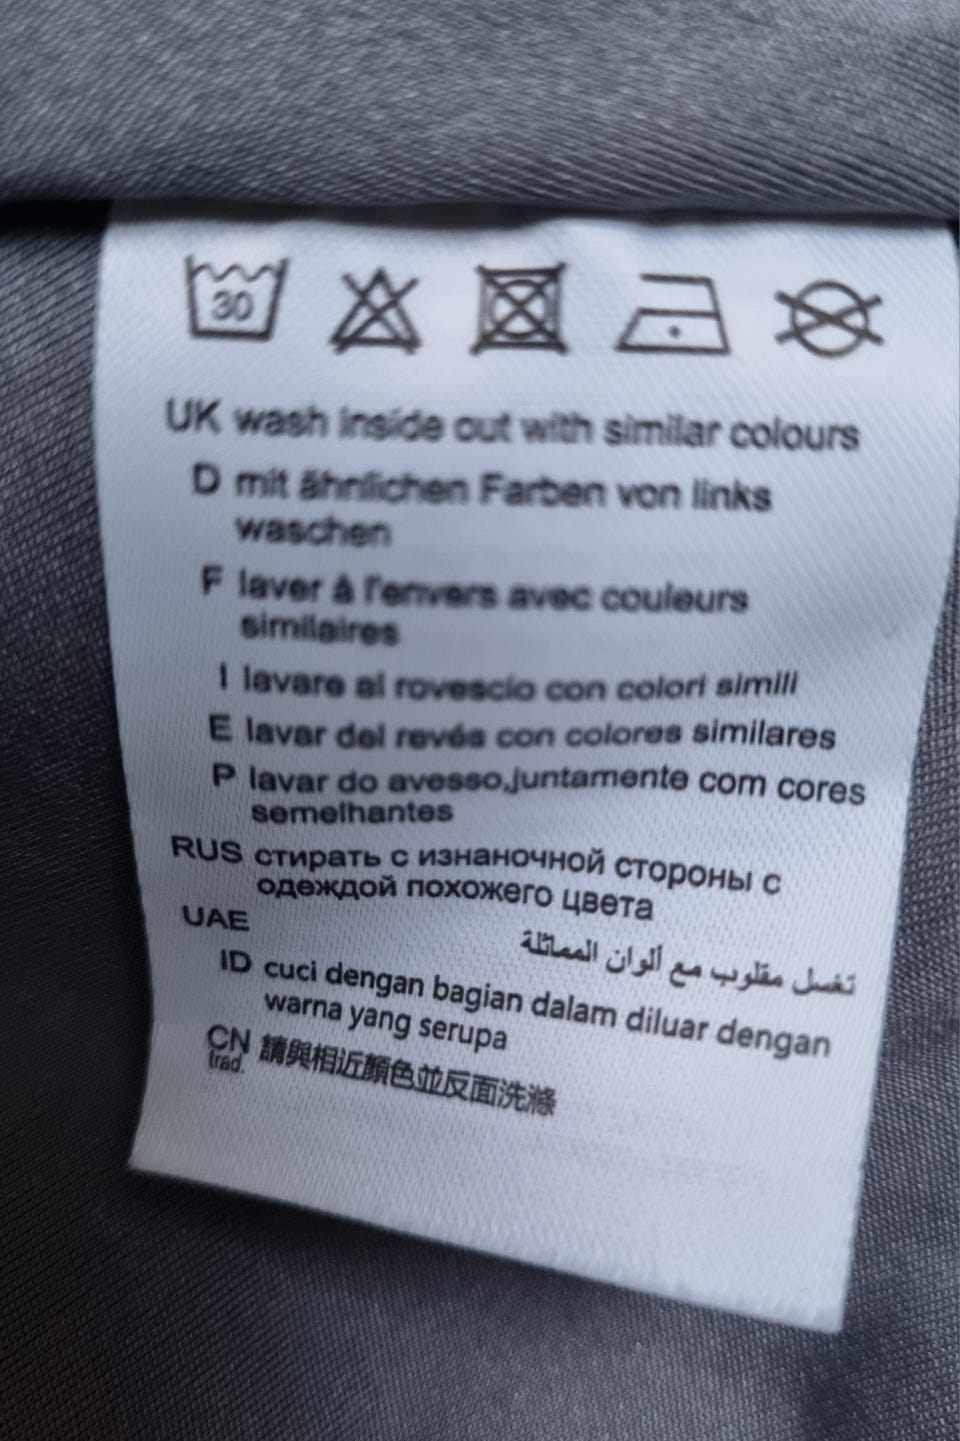 30
UK wash inside out with similar colours
D mit ähnlichen Farben von links
waschen
F laver à l'envers avec couleurs
similaires
I lavare al rovescio con colori simili
E lavar del revés con colores similares
P lavar do avesso,juntamente com cores
semelhantes
RUS стирать с изнаночной стороны с
одеждой похожего цвета
UAE
تغسل مقلوب مع ألوان المماثلة
ID cuci dengan bagian dalam diluar dengan
warna yang serupa
CN 請與相近顏色並反面洗滌
trad.